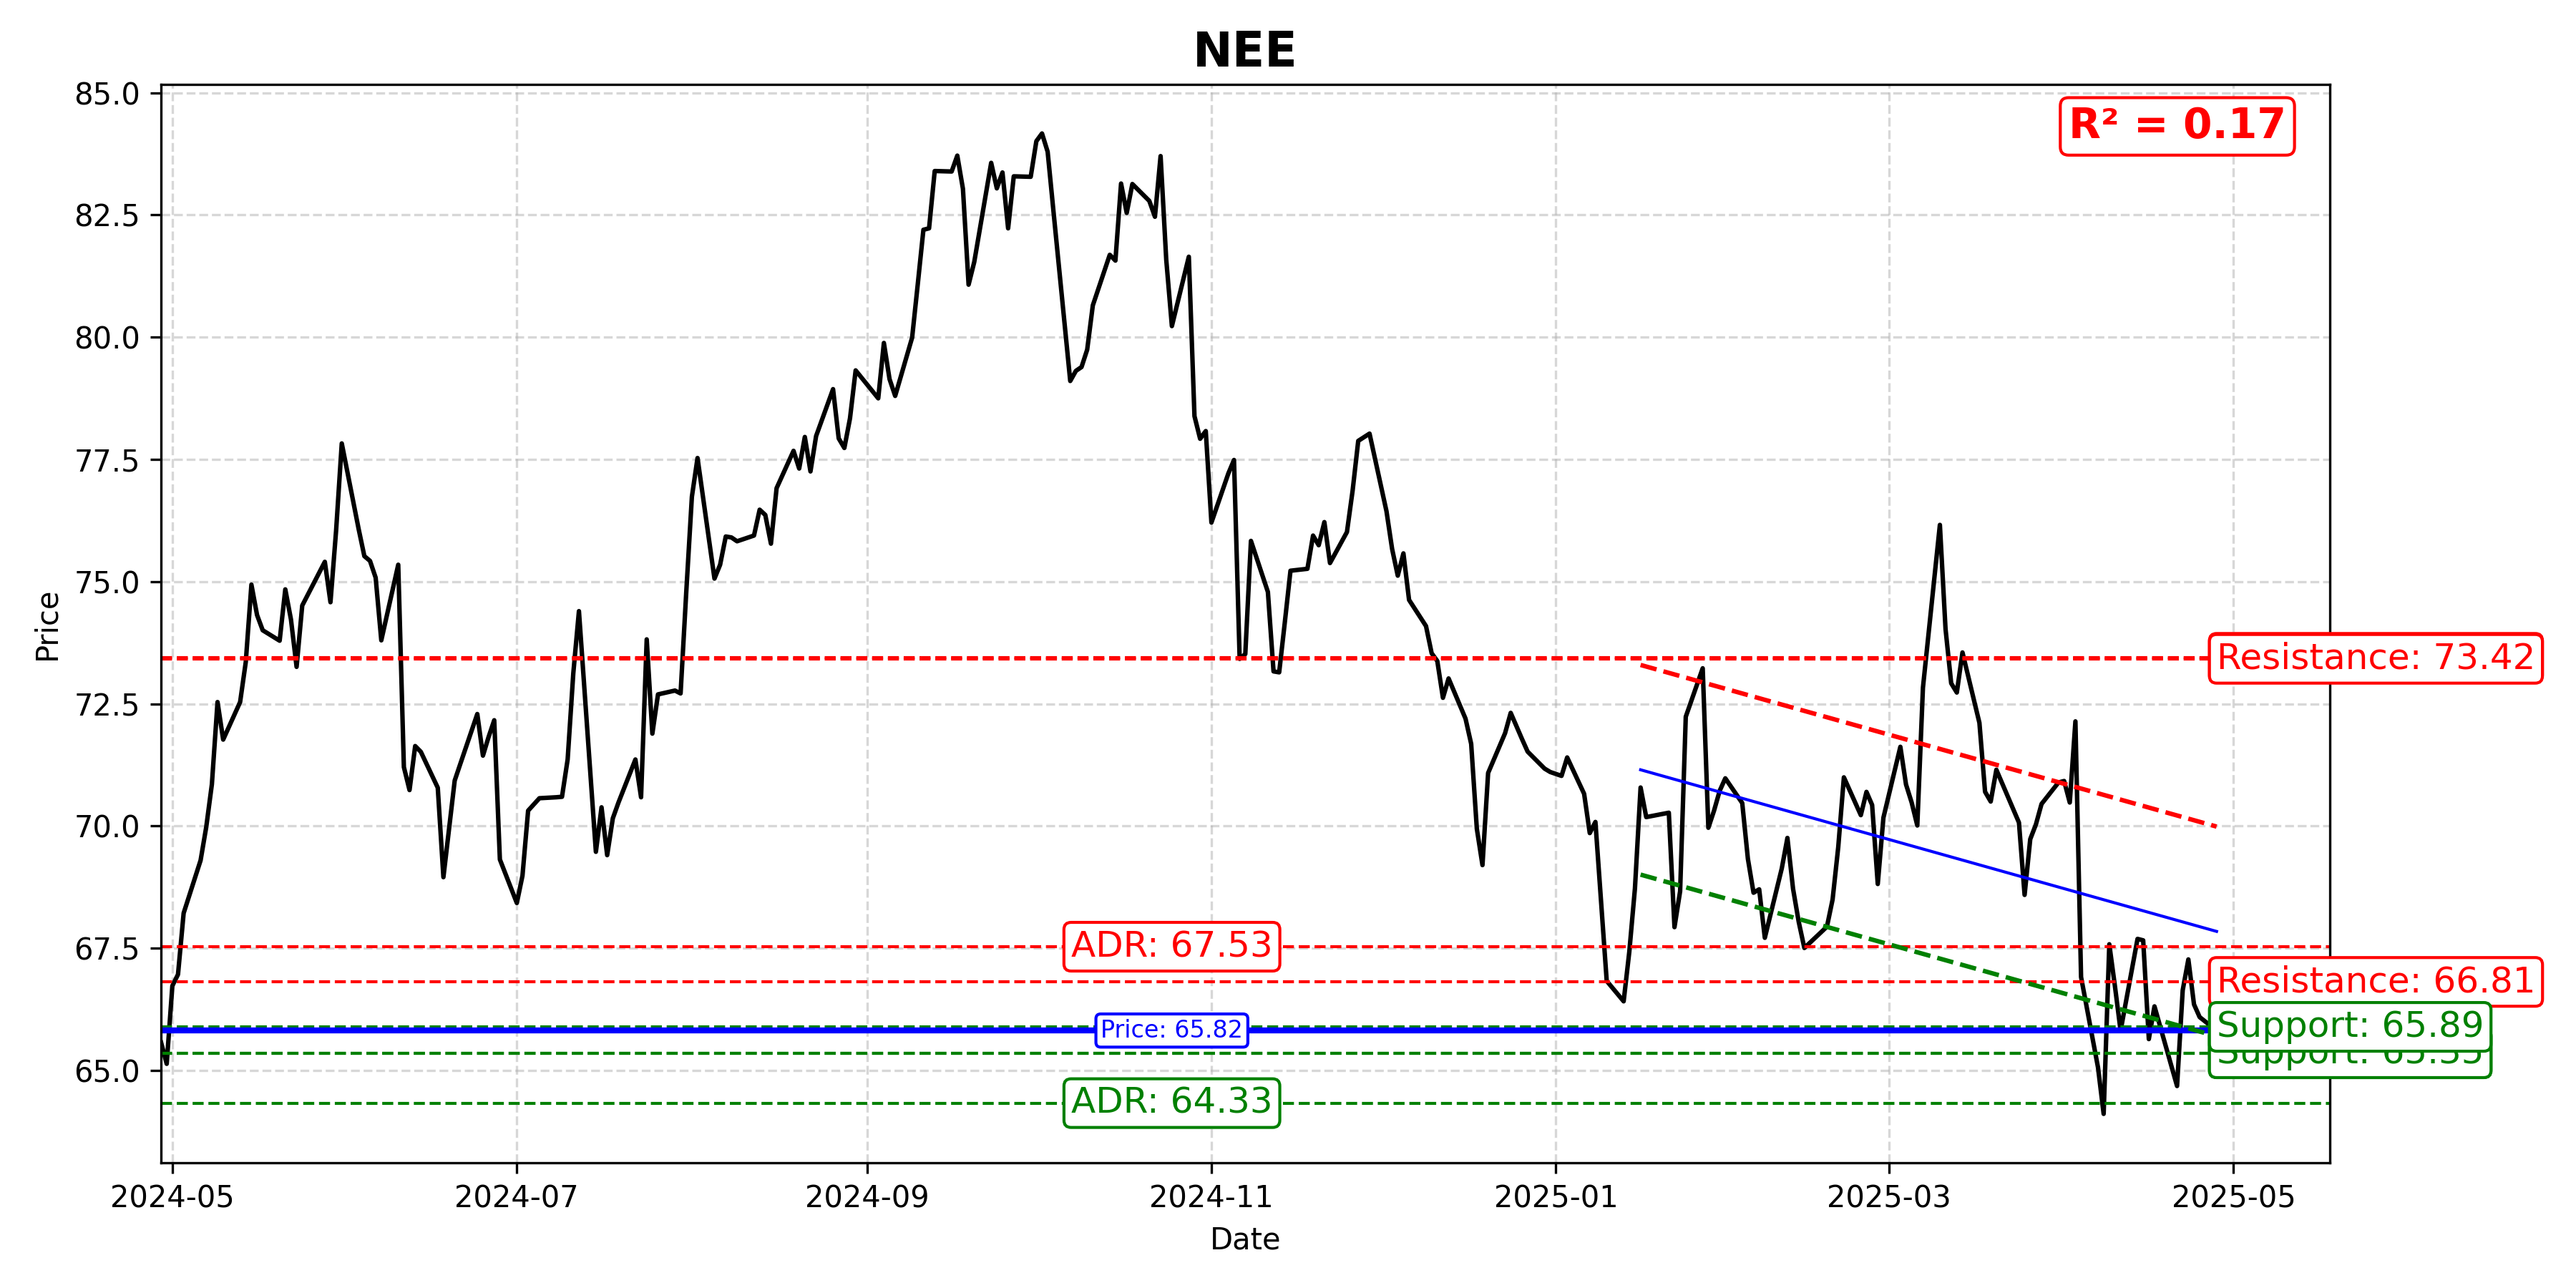 NEE
R² = 0.17
85.0
82.5
80.0
77.5
75.0
72.5
70.0
67.5
65.0
Price
Resistance: 73.42
ADR: 67.53
Resistance: 66.81
Price: 65.82
Support: 65.89
Support:
ADR: 64.33
2024-05
2024-07
2024-09
2024-11
2025-01
2025-03
2025-05
Date